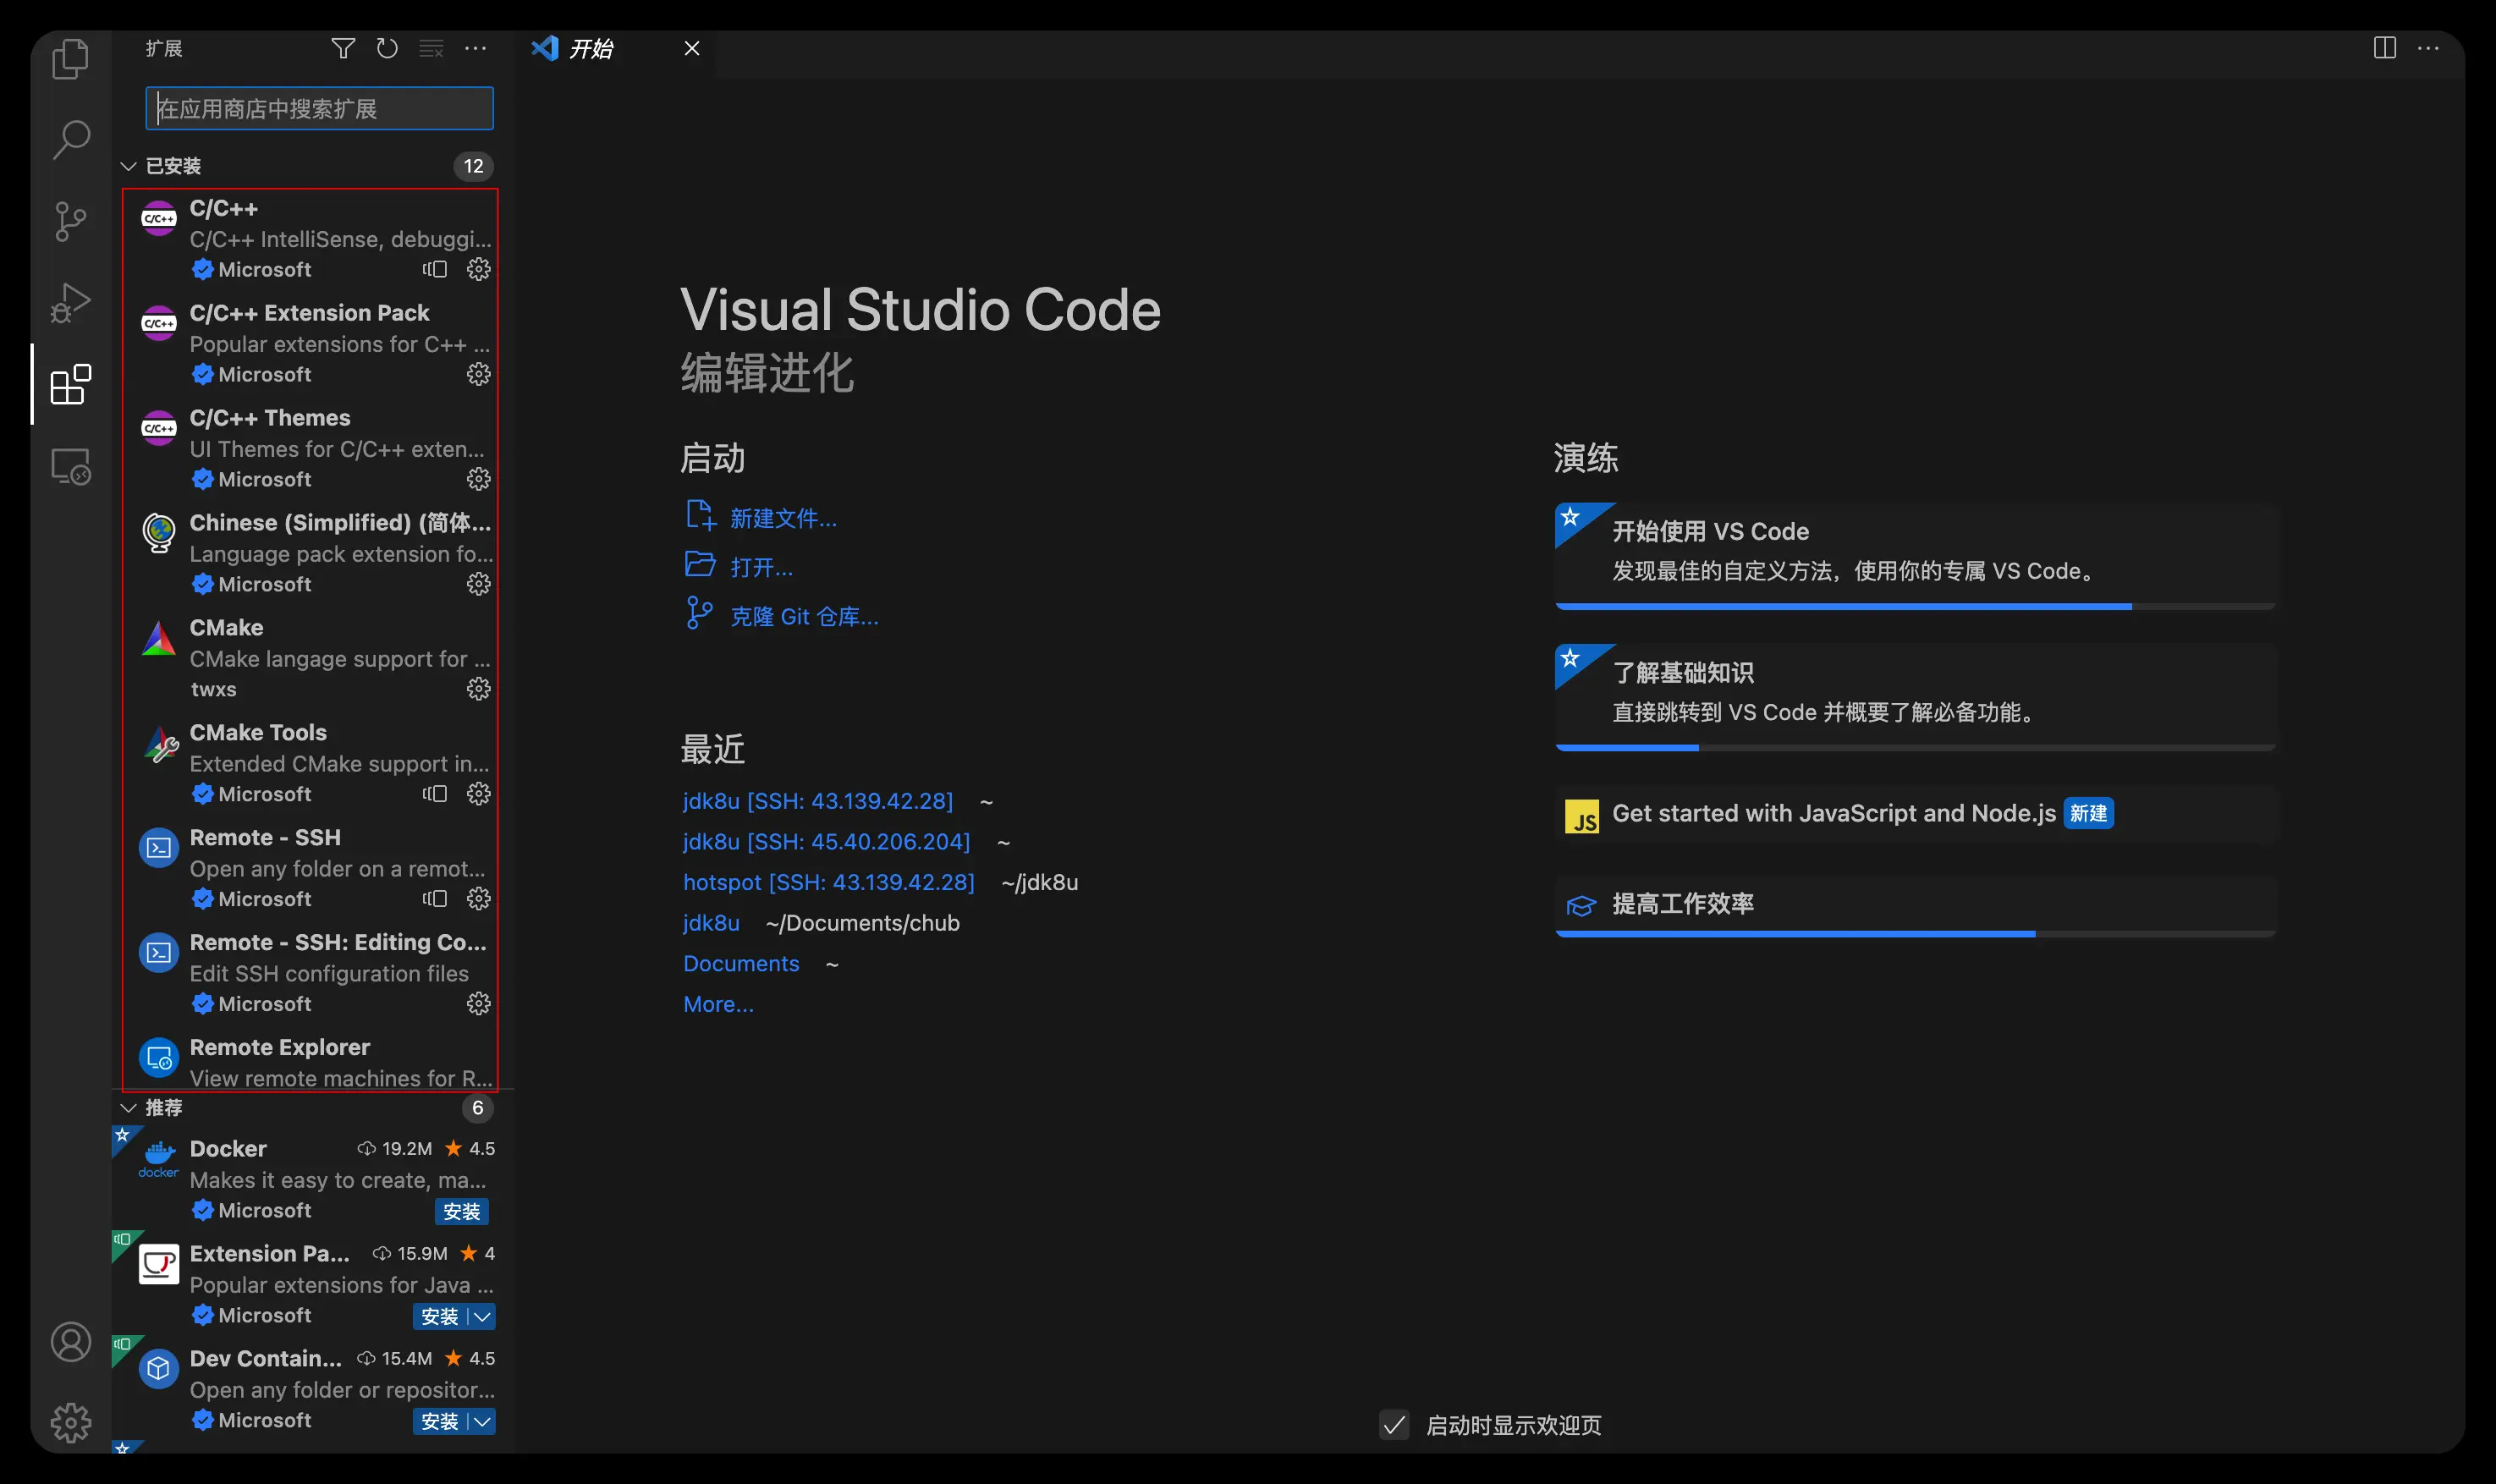 扩展
开始
在应用商店中搜索扩展
已安装 12
C/C++
C/C++
C/C++ IntelliSense, debuggi...
Microsoft
C/C++
C/C++ Extension Pack
Popular extensions for C++ ...
Microsoft
C/C++
C/C++ Themes
UI Themes for C/C++ exten...
Microsoft
Chinese (Simplified) (简体...
Language pack extension fo...
Microsoft
CMake
CMake langage support for ...
twxs
CMake Tools
Extended CMake support in...
Microsoft
Remote - SSH
Open any folder on a remot...
Microsoft
Remote - SSH: Editing Co...
Edit SSH configuration files
Microsoft
Remote Explorer
View remote machines for R...
推荐 6
docker
Docker 19.2M ★ 4.5
Makes it easy to create, ma...
Microsoft 安装
Extension Pa... 15.9M ★ 4
Popular extensions for Java ...
Microsoft 安装
Dev Contain... 15.4M ★ 4.5
Open any folder or repositor...
Microsoft 安装
Visual Studio Code
编辑进化
启动
新建文件...
打开...
克隆 Git 仓库...
最近
jdk8u [SSH: 43.139.42.28] ~
jdk8u [SSH: 45.40.206.204] ~
hotspot [SSH: 43.139.42.28] ~/jdk8u
jdk8u ~/Documents/chub
Documents ~
More...
演练
开始使用 VS Code
发现最佳的自定义方法，使用你的专属 VS Code。
了解基础知识
直接跳转到 VS Code 并概要了解必备功能。
JS
Get started with JavaScript and Node.js 新建
提高工作效率
启动时显示欢迎页